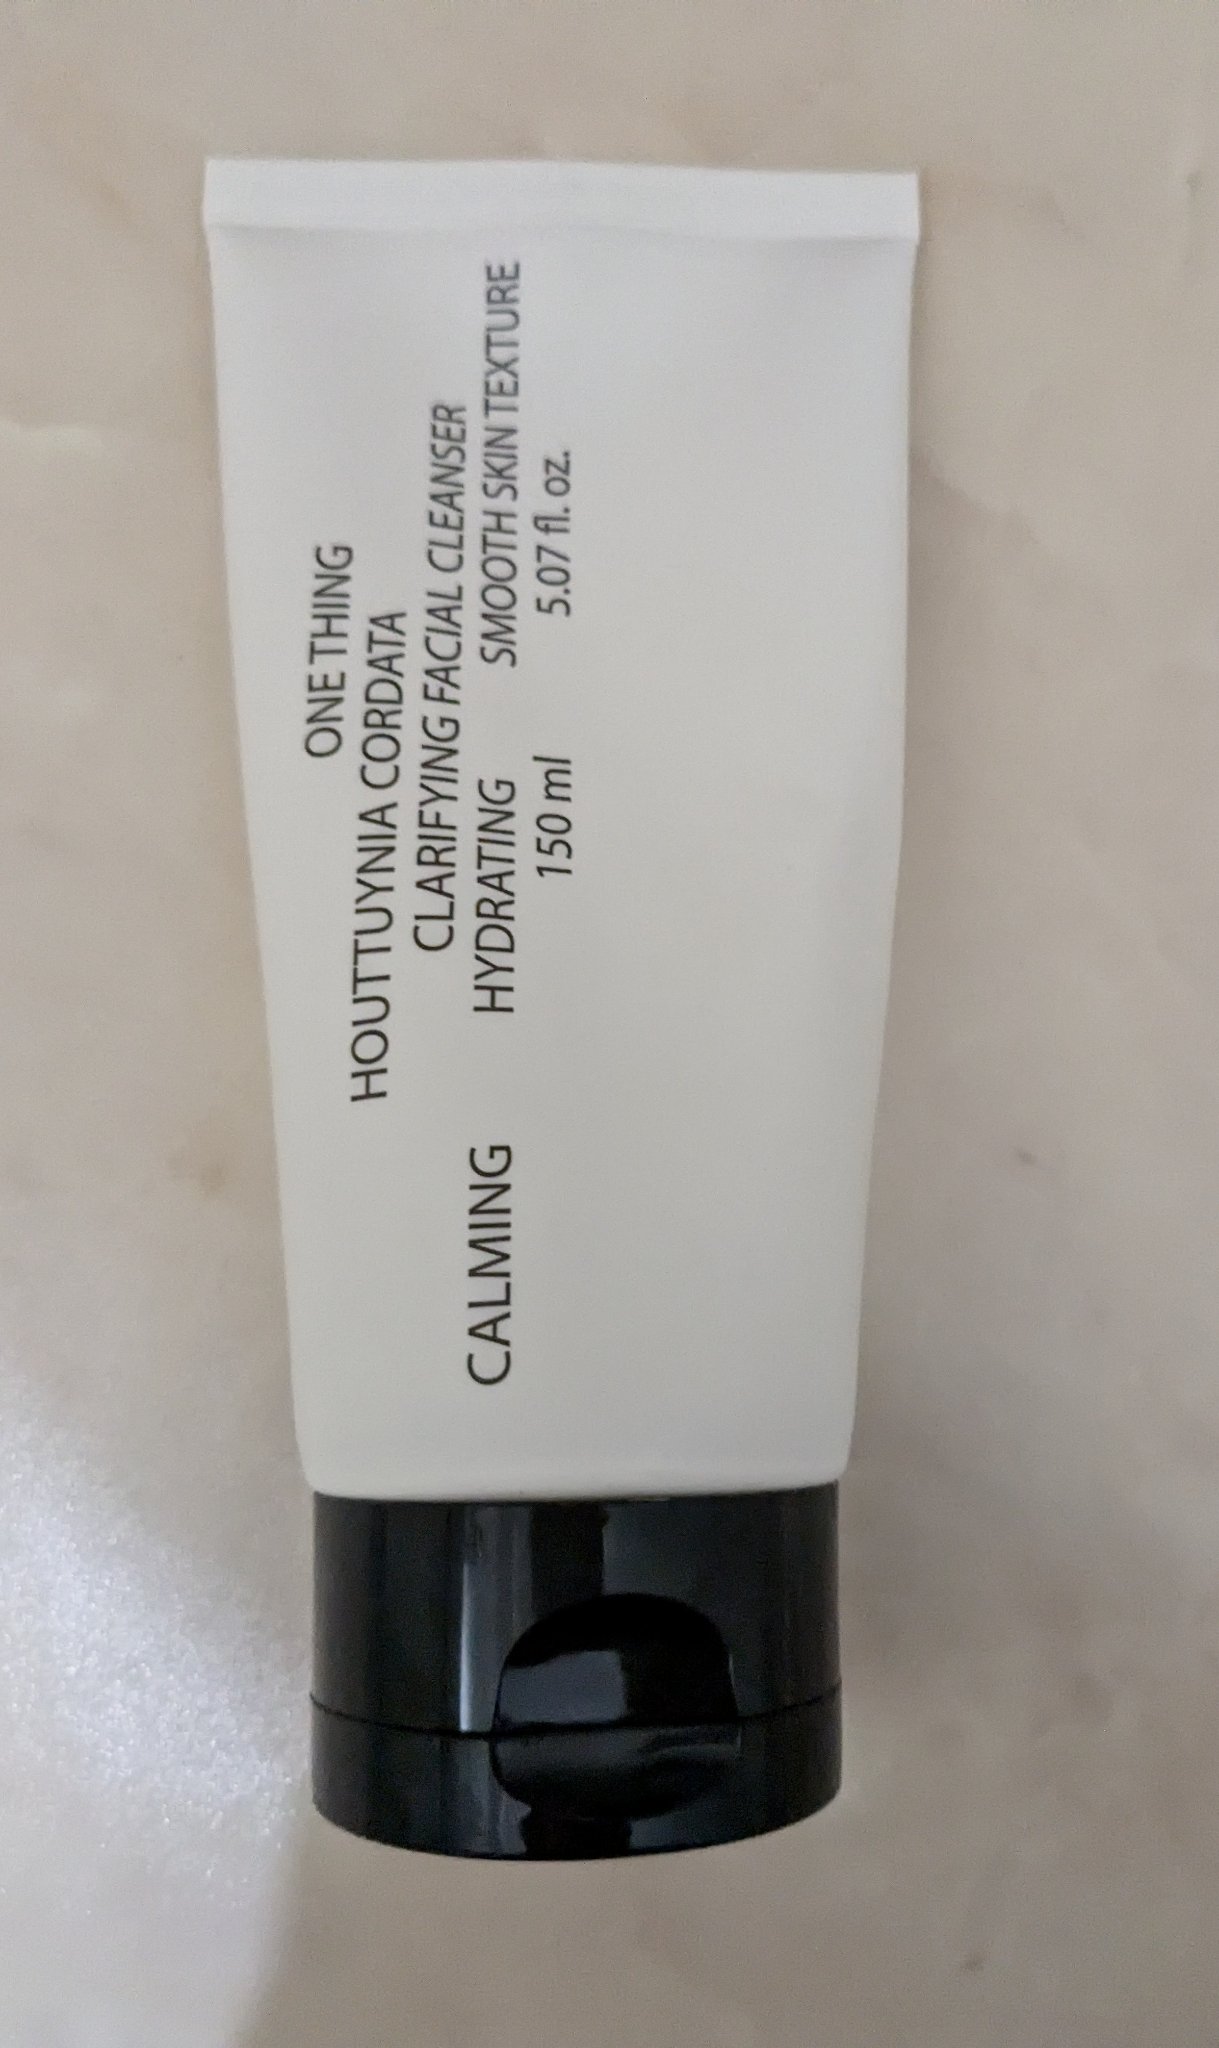 ONE THING
HOUTTUYNIA CORDATA
CLARIFYING FACIAL CLEANSER
CALMING HYDRATING SMOOTH SKIN TEXTURE
150 ml 5.07 fl. oz.